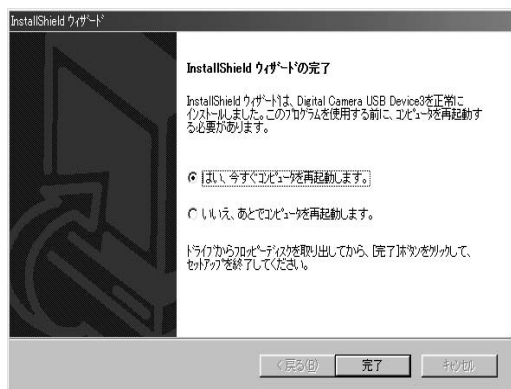 InstallShield ウィザード
InstallShield ウィザードの完了
InstallShield ウィザードは、Digital Camera USB Device3を正常に
インストールしました。このプログラムを使用する前に、コンピュータを再起動す
る必要があります。
はい、今すぐコンピュータを再起動します。
いいえ、あとでコンピュータを再起動します。
ドライブからフロッピーディスクを取り出してから、[完了]ボタンをクリックして、
セットアップを終了してください。
< 戻る(B)
完了
キャンセル